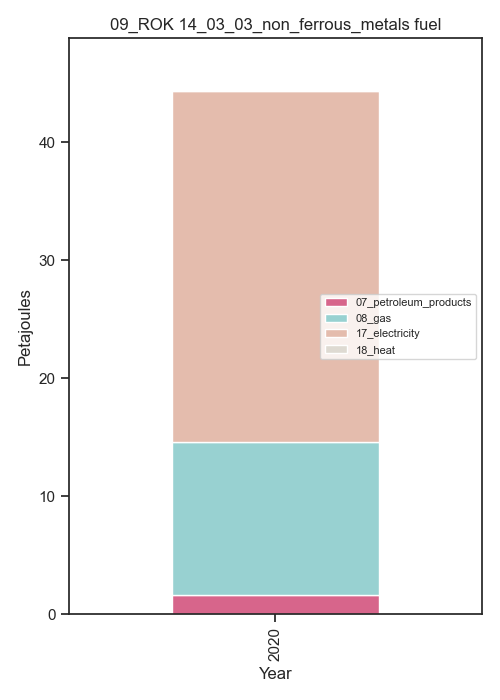 09_ROK 14_03_03_non_ferrous_metals fuel
40
30
20
10
0
Petajoules
07_petroleum_products
08_gas
17_electricity
18_heat
2020
Year